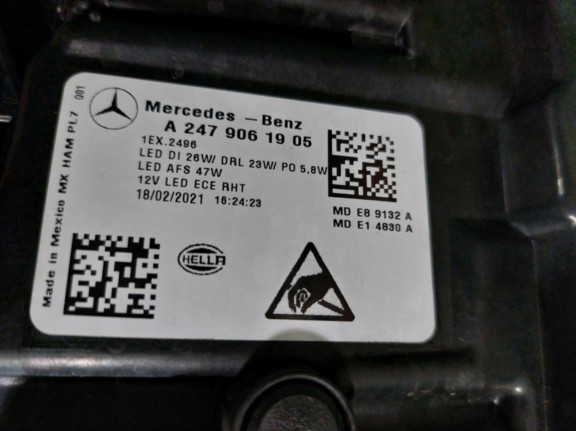 Mercedes - Benz
A 247 906 19 05
1EX.2496
LED DI 26W/ DRL 23W/ PO 5,8W
LED AFS 47W
12V LED ECE RHT
18/02/2021 16:24:23
MD E8 9132 A
MD E1 4830 A
HELLA
Made in Mexico MX HAM PL7 001